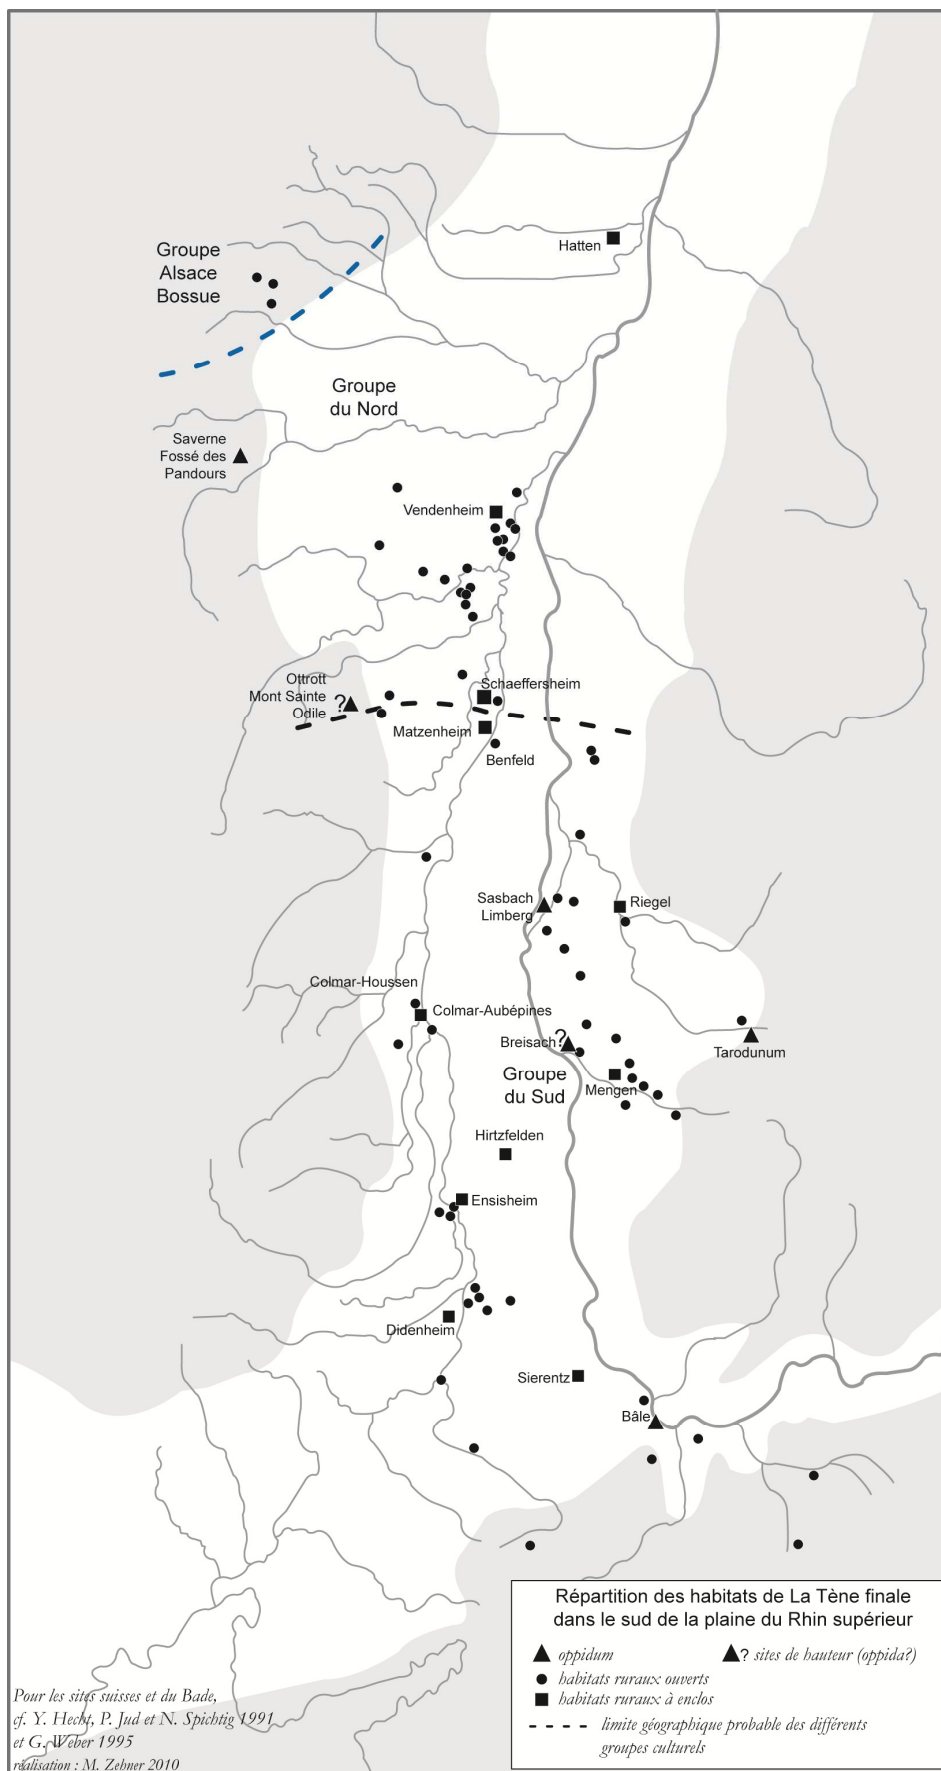 Hatten
Groupe
Alsace
Bossue
Groupe
du Nord
Saverne
Fossé des
Pandours
Vendenheim
Ottrott
Mont Sainte
Odile
?
Schaeffersheim
Matzenheim
Benfeld
Sasbach
Limberg
Riegel
Colmar-Houssen
Colmar-Aubépines
Breisach?
Tarodunum
Groupe
du Sud
Mengen
Hirtzfelden
Ensisheim
Didenheim
Sierentz
Bâle
Répartition des habitats de La Tène finale
dans le sud de la plaine du Rhin supérieur
oppidum
? sites de hauteur (oppida?)
habitats ruraux ouverts
habitats ruraux à enclos
limite géographique probable des différents
groupes culturels
Pour les sites suisses et du Bade,
cf. Y. Hecht, P. Jud et N. Spichtig 1991
et G. Weber 1995
réalisation : M. Zehner 2010